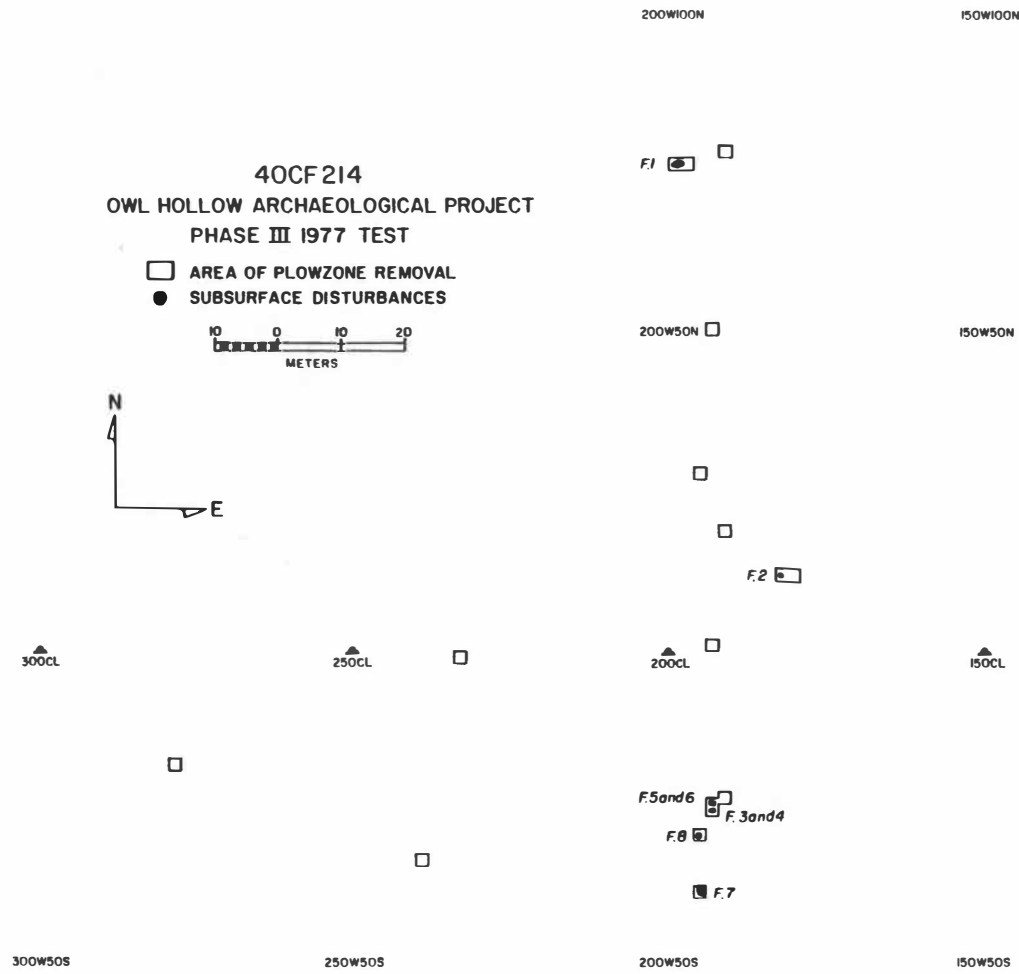 200W100N 150W100N
F.1
40CF214
OWL HOLLOW ARCHAEOLOGICAL PROJECT
PHASE III 1977 TEST
AREA OF PLOWZONE REMOVAL
SUBSURFACE DISTURBANCES
10 0 10 20
METERS
200W50N 150W50N
N
E
F.2
300CL 250CL 200CL 150CL
F.5and6
F.3and4
F.8
F.7
300W50S 250W50S 200W50S 150W50S